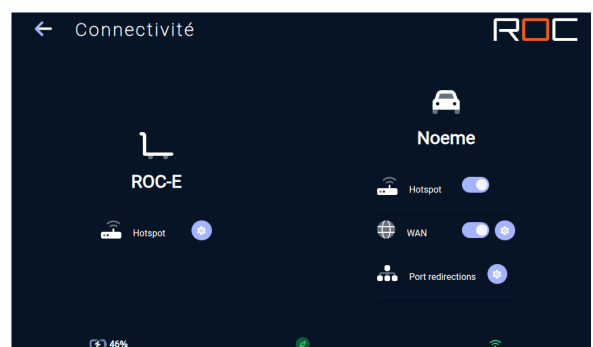 Connectivité
ROC
Noeme
ROC-E
Hotspot
Hotspot
WAN
Port redirections
46%